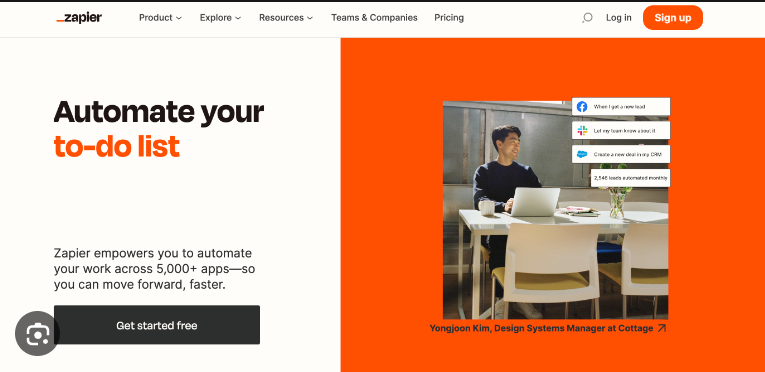 _zapier
Product
Explore
Resources
Teams & Companies
Pricing
Log in
Sign up
Automate your
to-do list
Zapier empowers you to automate
your work across 5,000+ apps—so
you can move forward, faster.
Get started free
When I get a new lead
Let my team know about it
Create a new deal in my CRM
2,548 leads automated monthly
Yongjoon Kim, Design Systems Manager at Cottage